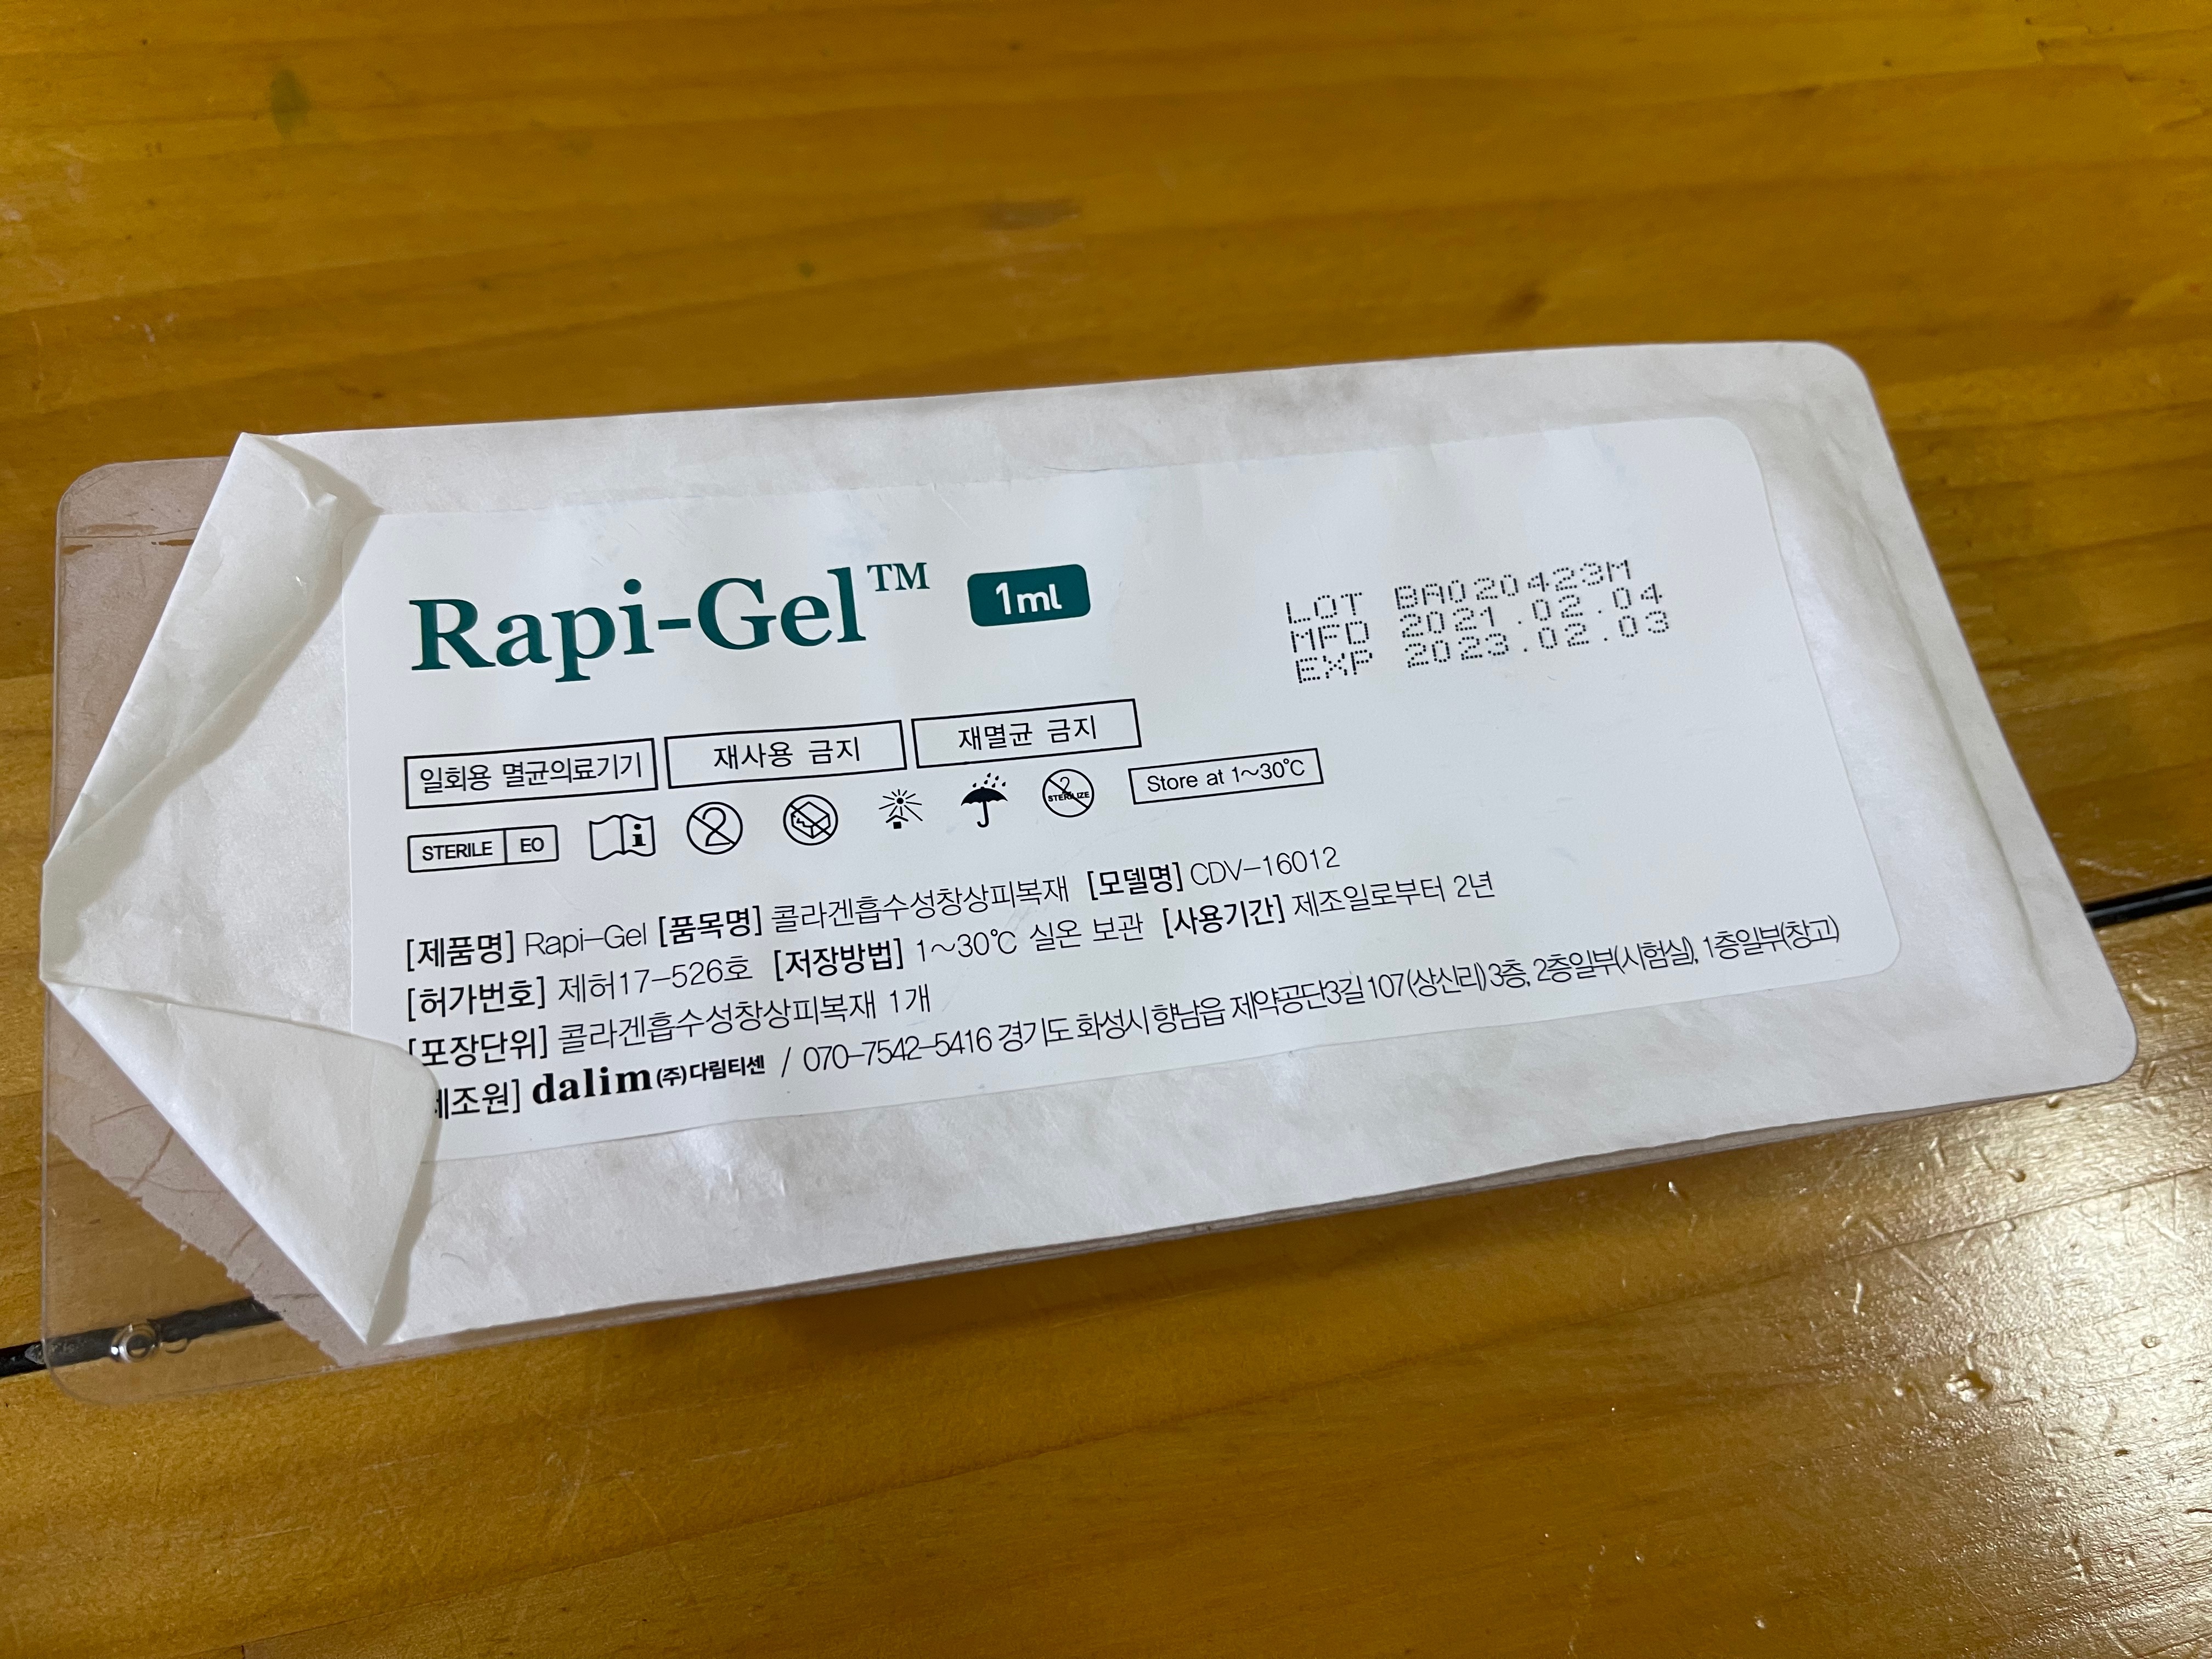 Rapi-Gel™ 1ml
LOT BA020423M
MFD 2021.02.04
EXP 2023.02.03
일회용 멸균의료기기 재사용 금지 재멸균 금지
STERILE EO 2 2 STERILIZE Store at 1~30℃
[제품명] Rapi-Gel [품목명] 콜라겐흡수성창상피복재 [모델명] CDV-16012
[허가번호] 제허17-526호 [저장방법] 1~30℃ 실온 보관 [사용기간] 제조일로부터 2년
[포장단위] 콜라겐흡수성창상피복재 1개
제조원] dalim (주)다림티센 / 070-7542-5416 경기도 화성시 향남읍 제약공단3길 107(상신리) 3층, 2층일부(시험실), 1층일부(창고)